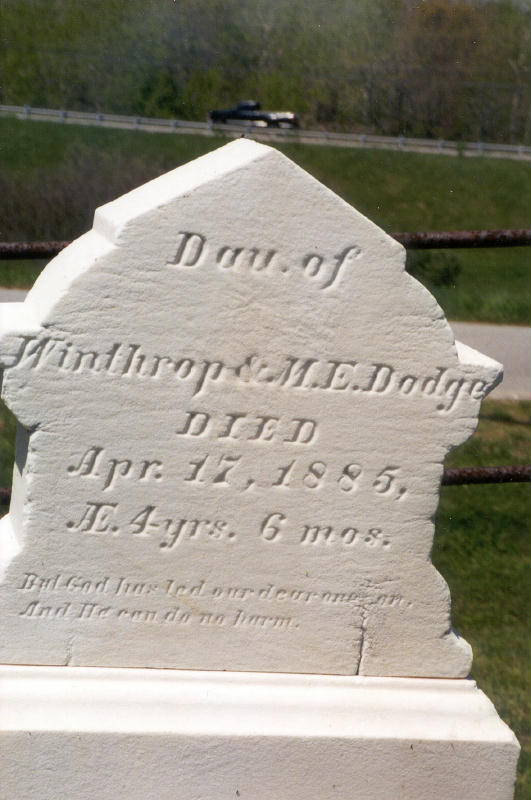 Dau. of
Winthrop & M.E. Dodge
DIED
Apr. 17, 1885,
Æ. 4 yrs. 6 mos.
But God has led our dear one on,
And He can do no harm.